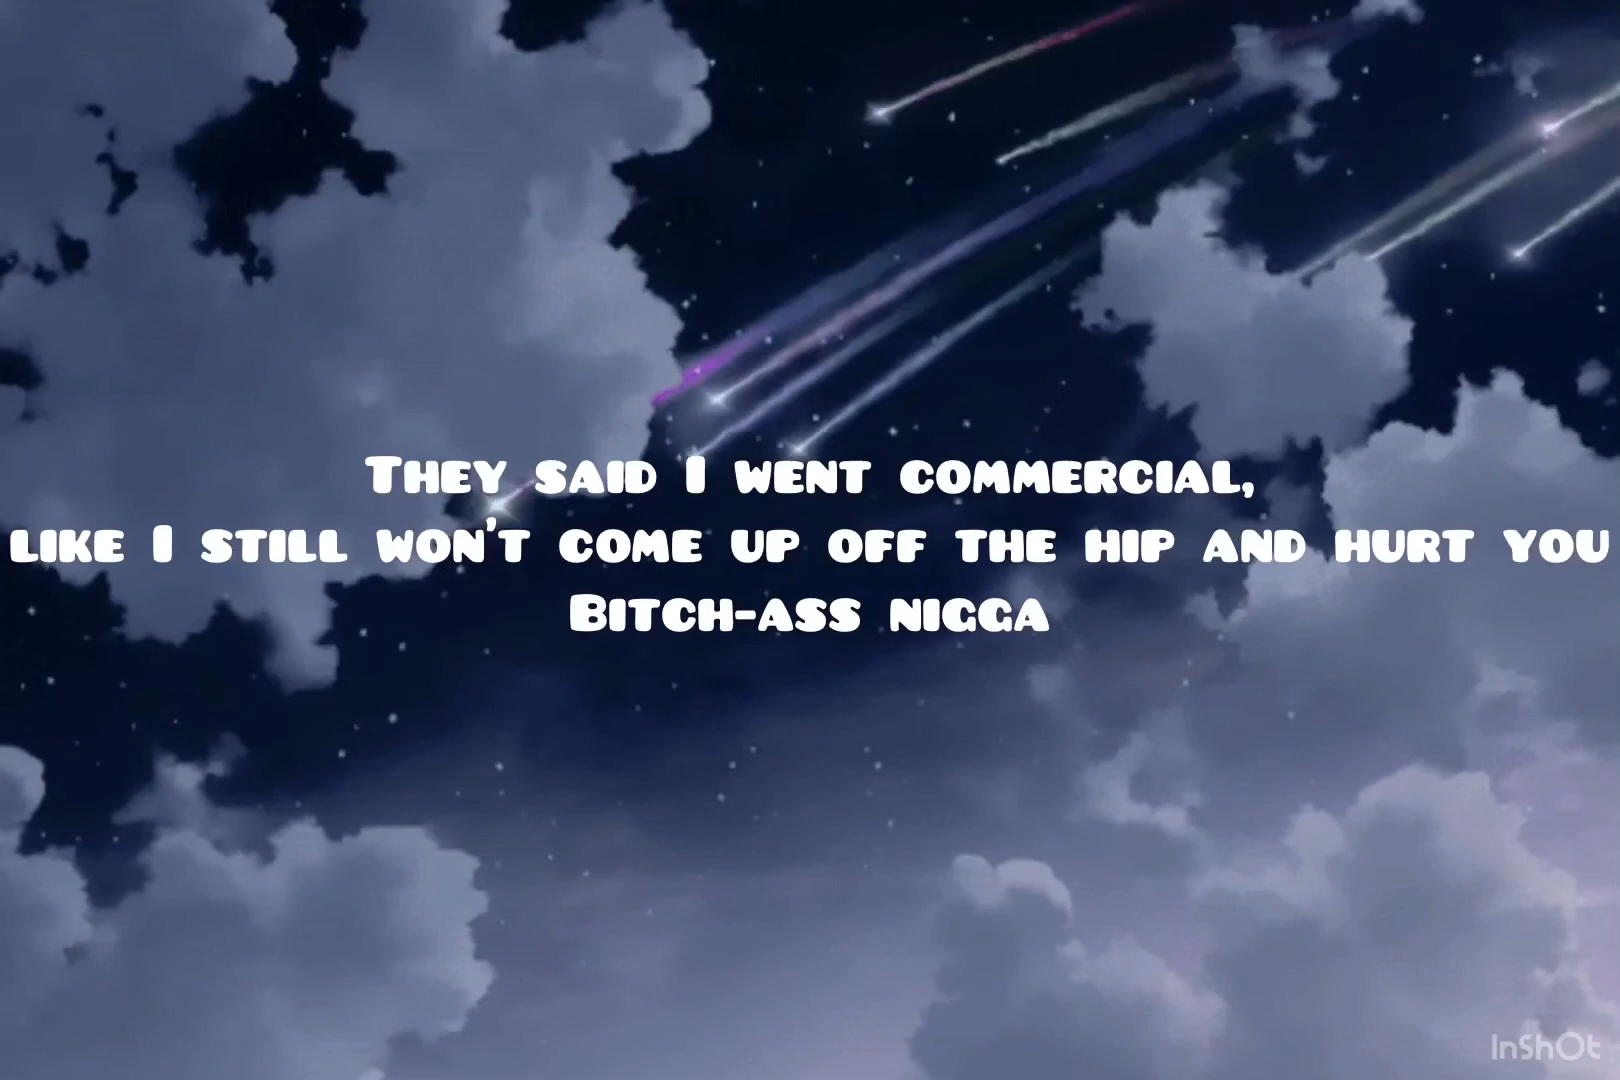 They said I went commercial,
like I still won't come up off the hip and hurt you
Bitch-ass nigga
InShOt